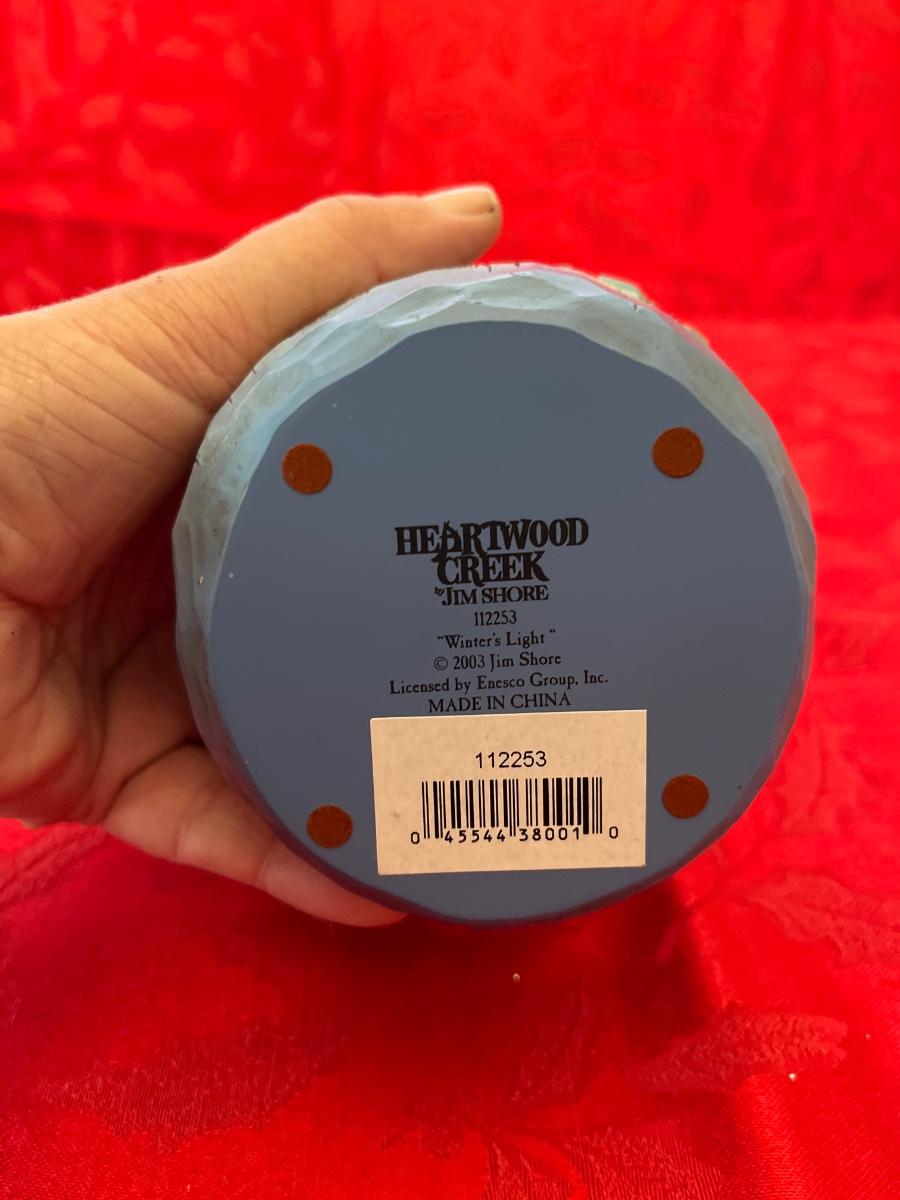 HEARTWOOD
CREEK
by JIM SHORE
112253
"Winter's Light"
© 2003 Jim Shore
Licensed by Enesco Group, Inc.
MADE IN CHINA
112253
0 45544 38001 0